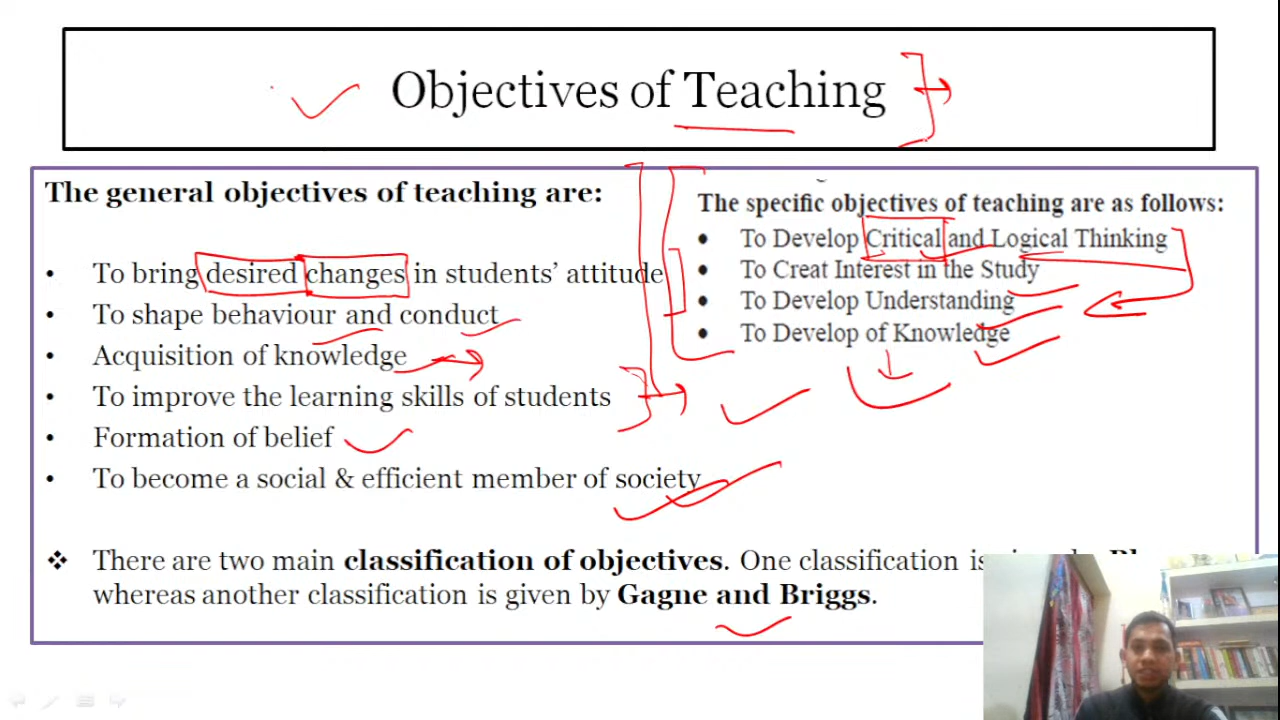 Objectives of Teaching
The general objectives of teaching are:
• To bring desired changes in students’ attitude
• To shape behaviour and conduct
• Acquisition of knowledge
• To improve the learning skills of students
• Formation of belief
• To become a social & efficient member of society
The specific objectives of teaching are as follows:
• To Develop Critical and Logical Thinking
• To Creat Interest in the Study
• To Develop Understanding
• To Develop of Knowledge
❖ There are two main classification of objectives. One classification
whereas another classification is given by Gagne and Briggs.